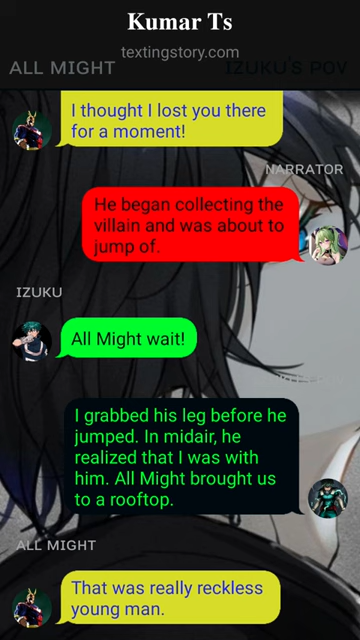 Kumar Ts
textingstory.com
ALL MIGHT
IZUKU'S POV
I thought I lost you there
for a moment!
NARRATOR
He began collecting the
villain and was about to
jump of.
IZUKU
All Might wait!
I grabbed his leg before he
jumped. In midair, he
realized that I was with
him. All Might brought us
to a rooftop.
ALL MIGHT
That was really reckless
young man.